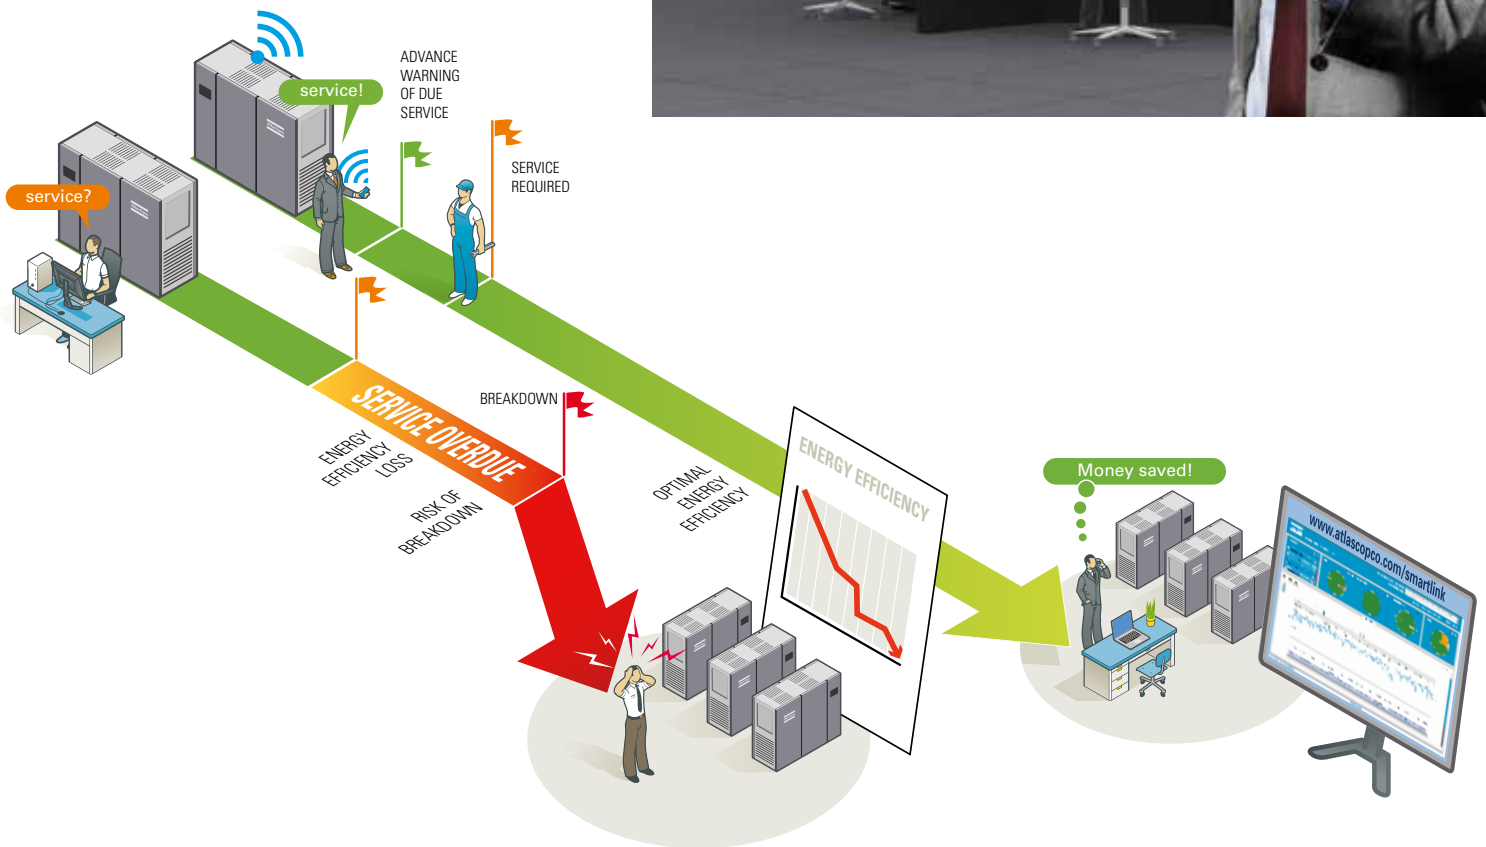 ADVANCE
WARNING
OF DUE
SERVICE
service!
SERVICE
REQUIRED
service?
SERVICE OVERDUE
BREAKDOWN
ENERGY
EFFICIENCY
LOSS
RISK OF
BREAKDOWN
OPTIMAL
ENERGY
EFFICIENCY
ENERGY EFFICIENCY
Money saved!
www.atlascopco.com/smartlink